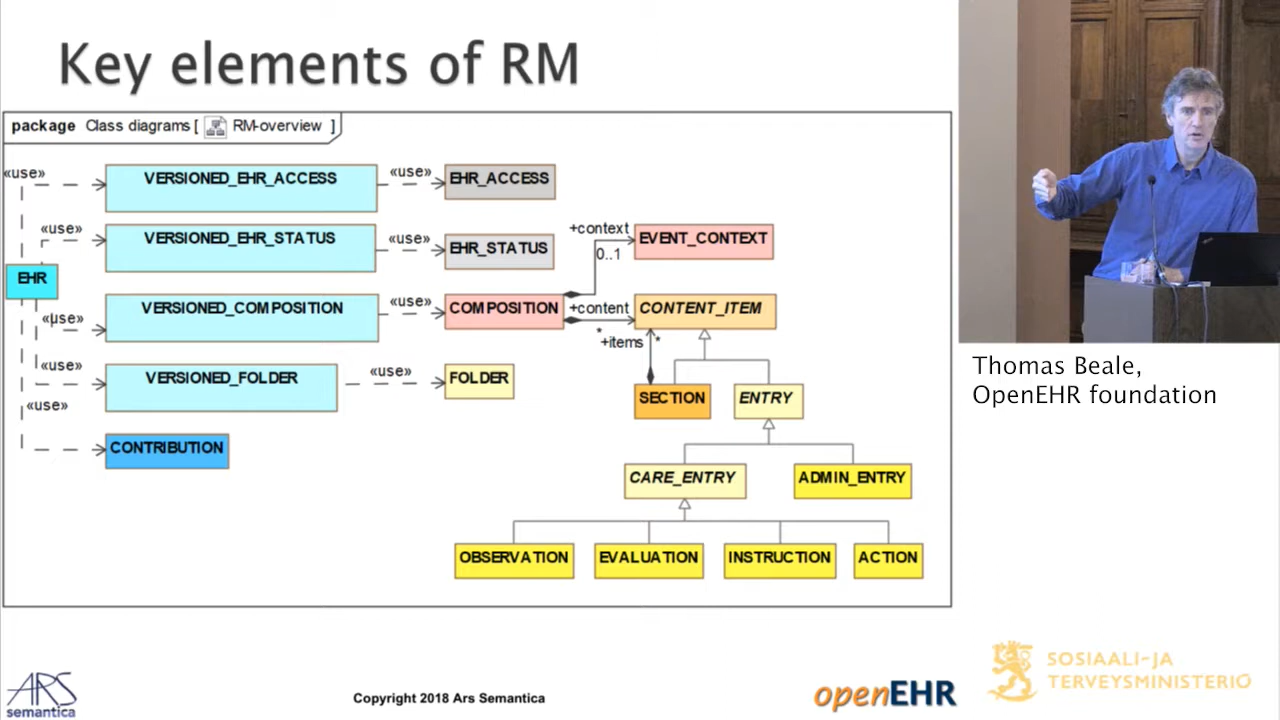 Key elements of RM
package Class diagrams [ RM-overview ]
«use»
VERSIONED_EHR_ACCESS
«use»
EHR_ACCESS
«use»
VERSIONED_EHR_STATUS
«use»
EHR_STATUS
+context
0..1
EVENT_CONTEXT
EHR
«use»
VERSIONED_COMPOSITION
«use»
COMPOSITION
+content
*
CONTENT_ITEM
+items
*
«use»
VERSIONED_FOLDER
«use»
FOLDER
SECTION
ENTRY
«use»
CONTRIBUTION
CARE_ENTRY
ADMIN_ENTRY
OBSERVATION
EVALUATION
INSTRUCTION
ACTION
Thomas Beale,
OpenEHR foundation
ARS
semantica
Copyright 2018 Ars Semantica
openEHR
SOSIAALI-JA
TERVEYSMINISTERIÖ